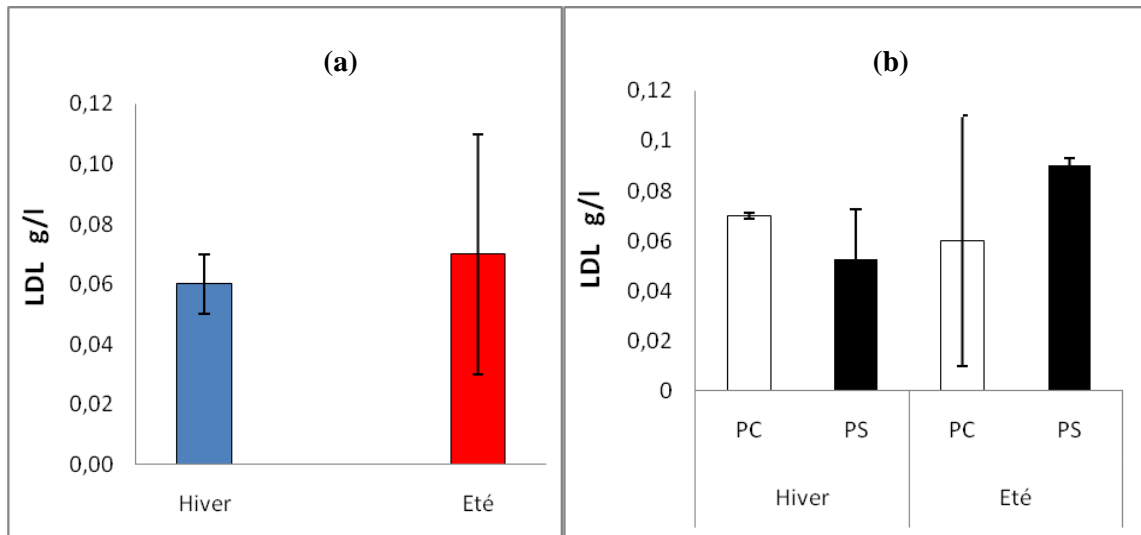 (a)
LDL g/l
0,12
0,10
0,08
0,06
0,04
0,02
0,00
Hiver Eté
(b)
LDL g/l
0,12
0,1
0,08
0,06
0,04
0,02
0
PC PS PC PS
Hiver Eté